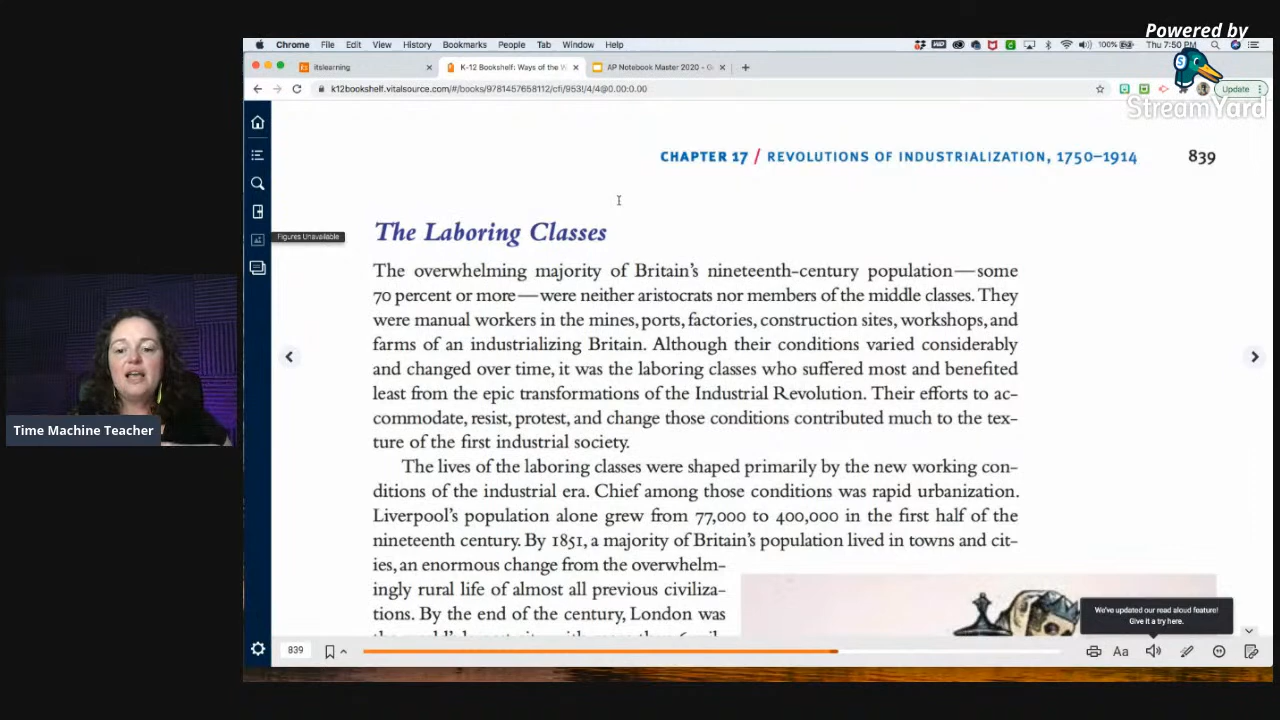 Powered by
StreamYard
Chrome File Edit View History Bookmarks People Tab Window Help
100% Thu 7:50 PM
itslearning
K-12 Bookshelf: Ways of the W
AP Notebook Master 2020 - G
k12bookshelf.vitalsource.com/#/books/9781457658112/cfi/953!/4/4@0.00:0.00
Update
CHAPTER 17 / REVOLUTIONS OF INDUSTRIALIZATION, 1750–1914 839
Figures Unavailable
The Laboring Classes
The overwhelming majority of Britain's nineteenth-century population—some
70 percent or more—were neither aristocrats nor members of the middle classes. They
were manual workers in the mines, ports, factories, construction sites, workshops, and
farms of an industrializing Britain. Although their conditions varied considerably
and changed over time, it was the laboring classes who suffered most and benefited
least from the epic transformations of the Industrial Revolution. Their efforts to ac-
commodate, resist, protest, and change those conditions contributed much to the tex-
ture of the first industrial society.
The lives of the laboring classes were shaped primarily by the new working con-
ditions of the industrial era. Chief among those conditions was rapid urbanization.
Liverpool's population alone grew from 77,000 to 400,000 in the first half of the
nineteenth century. By 1851, a majority of Britain's population lived in towns and cit-
ies, an enormous change from the overwhelm-
ingly rural life of almost all previous civiliza-
tions. By the end of the century, London was
Time Machine Teacher
We've updated our read aloud feature!
Give it a try here.
839
Aa